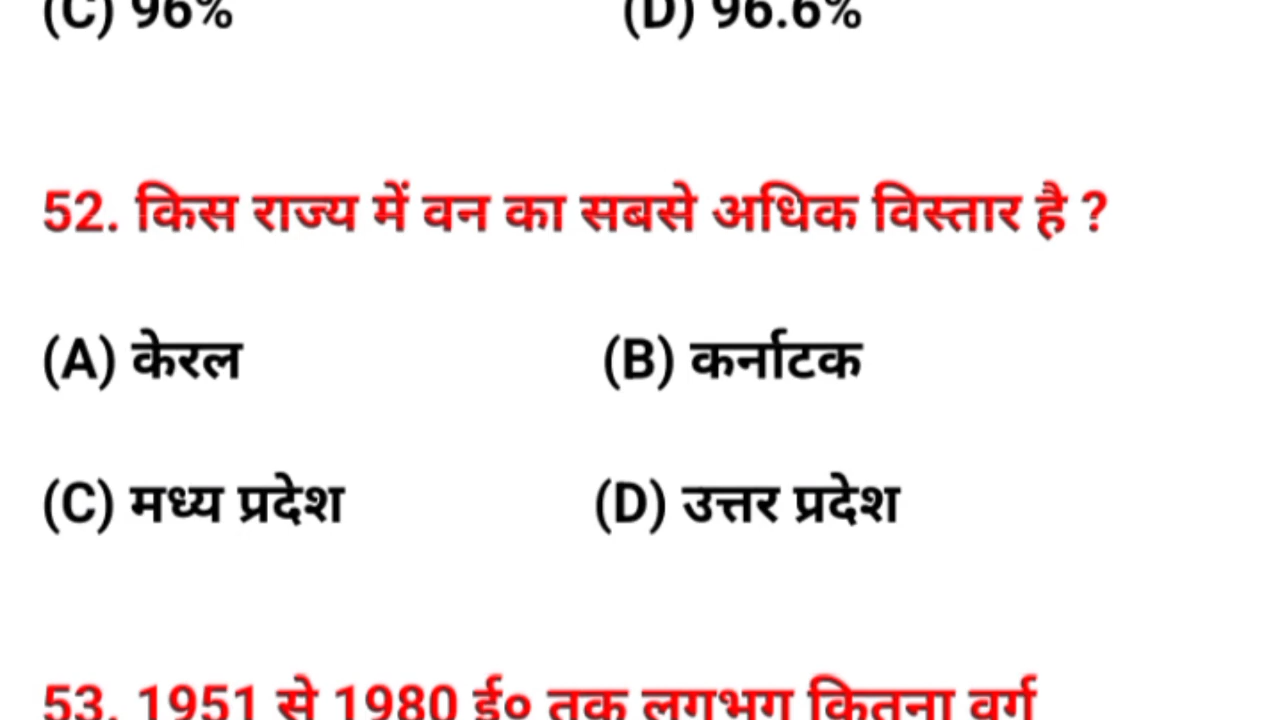 (C) 96% (D) 96.6%
52. किस राज्य में वन का सबसे अधिक विस्तार है ?
(A) केरल (B) कर्नाटक
(C) मध्य प्रदेश (D) उत्तर प्रदेश
53. 1951 से 1980 ई० तक लगभग कितना वर्ग